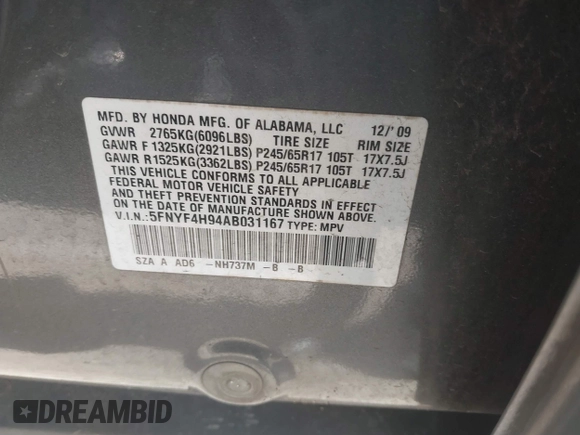 MFD. BY HONDA MFG. OF ALABAMA, LLC 12/'09
GVWR 2765KG(6096LBS) TIRE SIZE RIM SIZE
GAWR F 1325KG(2921LBS) P245/65R17 105T 17X7.5J
GAWR R1525KG(3362LBS) P245/65R17 105T 17X7.5J
THIS VEHICLE CONFORMS TO ALL APPLICABLE
FEDERAL MOTOR VEHICLE SAFETY
AND THEFT PREVENTION STANDARDS IN EFFECT
ON THE DATE OF MANUFACTURE SHOWN ABOVE.
V.I.N.:5FNYF4H94AB031167 TYPE: MPV
SZA A AD6 -NH737M -B -B
DREAMBID